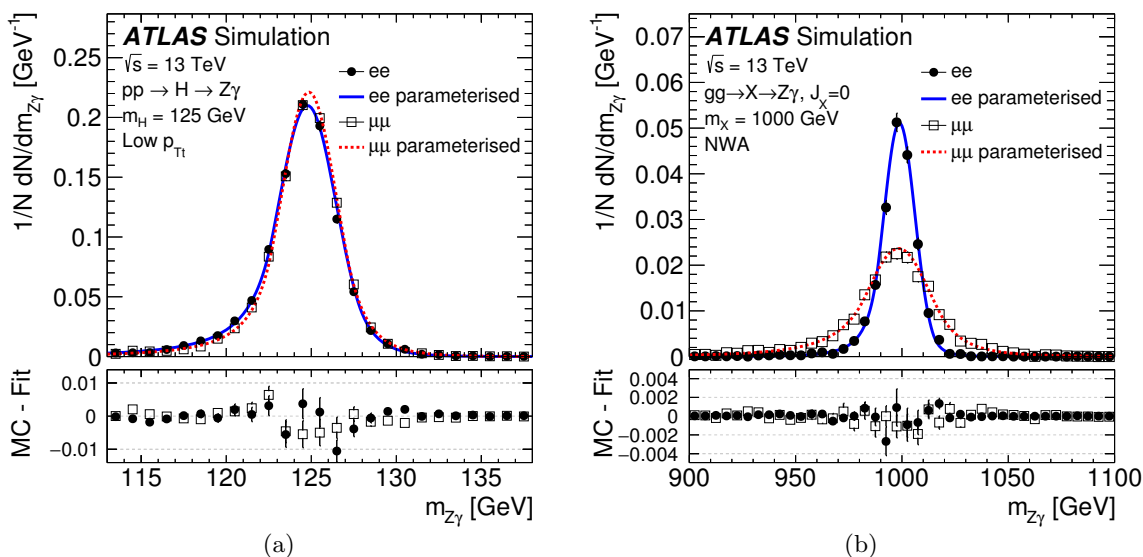 ATLAS Simulation
√s = 13 TeV
pp → H → Zγ
m_H = 125 GeV
Low p_Tt
ee
ee parameterised
μμ
μμ parameterised
1/N dN/dm_Zγ [GeV⁻¹]
0.25
0.2
0.15
0.1
0.05
0
MC - Fit
0.01
0
−0.01
115 120 125 130 135
m_Zγ [GeV]
(a)
ATLAS Simulation
√s = 13 TeV
gg→X→Zγ, J_X=0
m_X = 1000 GeV
NWA
ee
ee parameterised
μμ
μμ parameterised
1/N dN/dm_Zγ [GeV⁻¹]
0.07
0.06
0.05
0.04
0.03
0.02
0.01
0
MC - Fit
0.004
0.002
0
−0.002
−0.004
900 950 1000 1050 1100
m_Zγ [GeV]
(b)